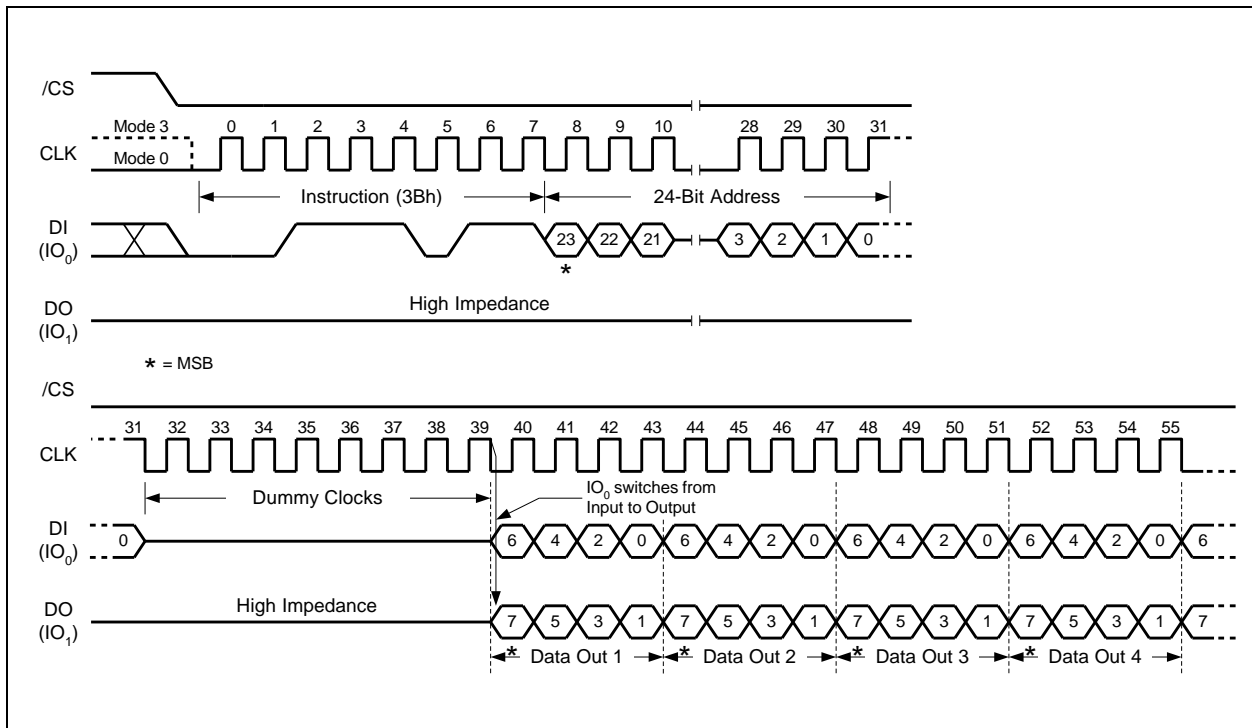 /CS
Mode 3
0 1 2 3 4 5 6 7 8 9 10 28 29 30 31
CLK
Mode 0
Instruction (3Bh) 24-Bit Address
DI
(IO0)
23 22 21 3 2 1 0
*
High Impedance
DO
(IO1)
* = MSB
/CS
31 32 33 34 35 36 37 38 39 40 41 42 43 44 45 46 47 48 49 50 51 52 53 54 55
CLK
Dummy Clocks
IO0 switches from
Input to Output
DI
(IO0)
0 6 4 2 0 6 4 2 0 6 4 2 0 6 4 2 0 6
DO
(IO1)
High Impedance
7 5 3 1 7 5 3 1 7 5 3 1 7 5 3 1 7
* Data Out 1 * Data Out 2 * Data Out 3 * Data Out 4